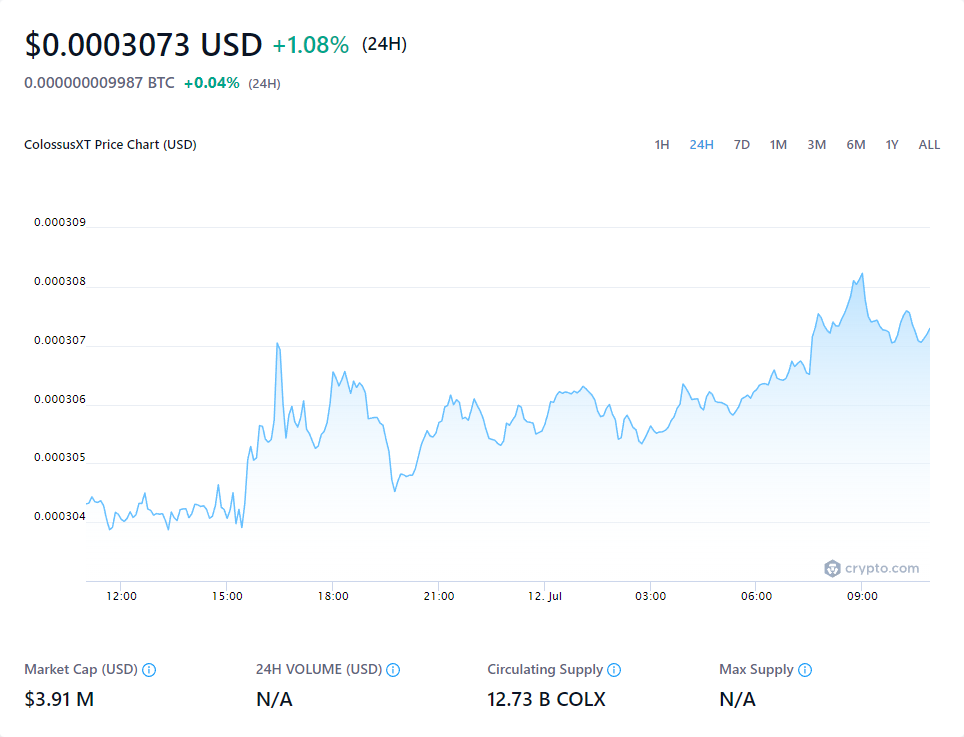 $0.0003073 USD +1.08% (24H)
0.000000009987 BTC +0.04% (24H)
ColossusXT Price Chart (USD) 1H 24H 7D 1M 3M 6M 1Y ALL
0.000309
0.000308
0.000307
0.000306
0.000305
0.000304
crypto.com
12:00 15:00 18:00 21:00 12. Jul 03:00 06:00 09:00
Market Cap (USD) 24H VOLUME (USD) Circulating Supply Max Supply
$3.91 M N/A 12.73 B COLX N/A